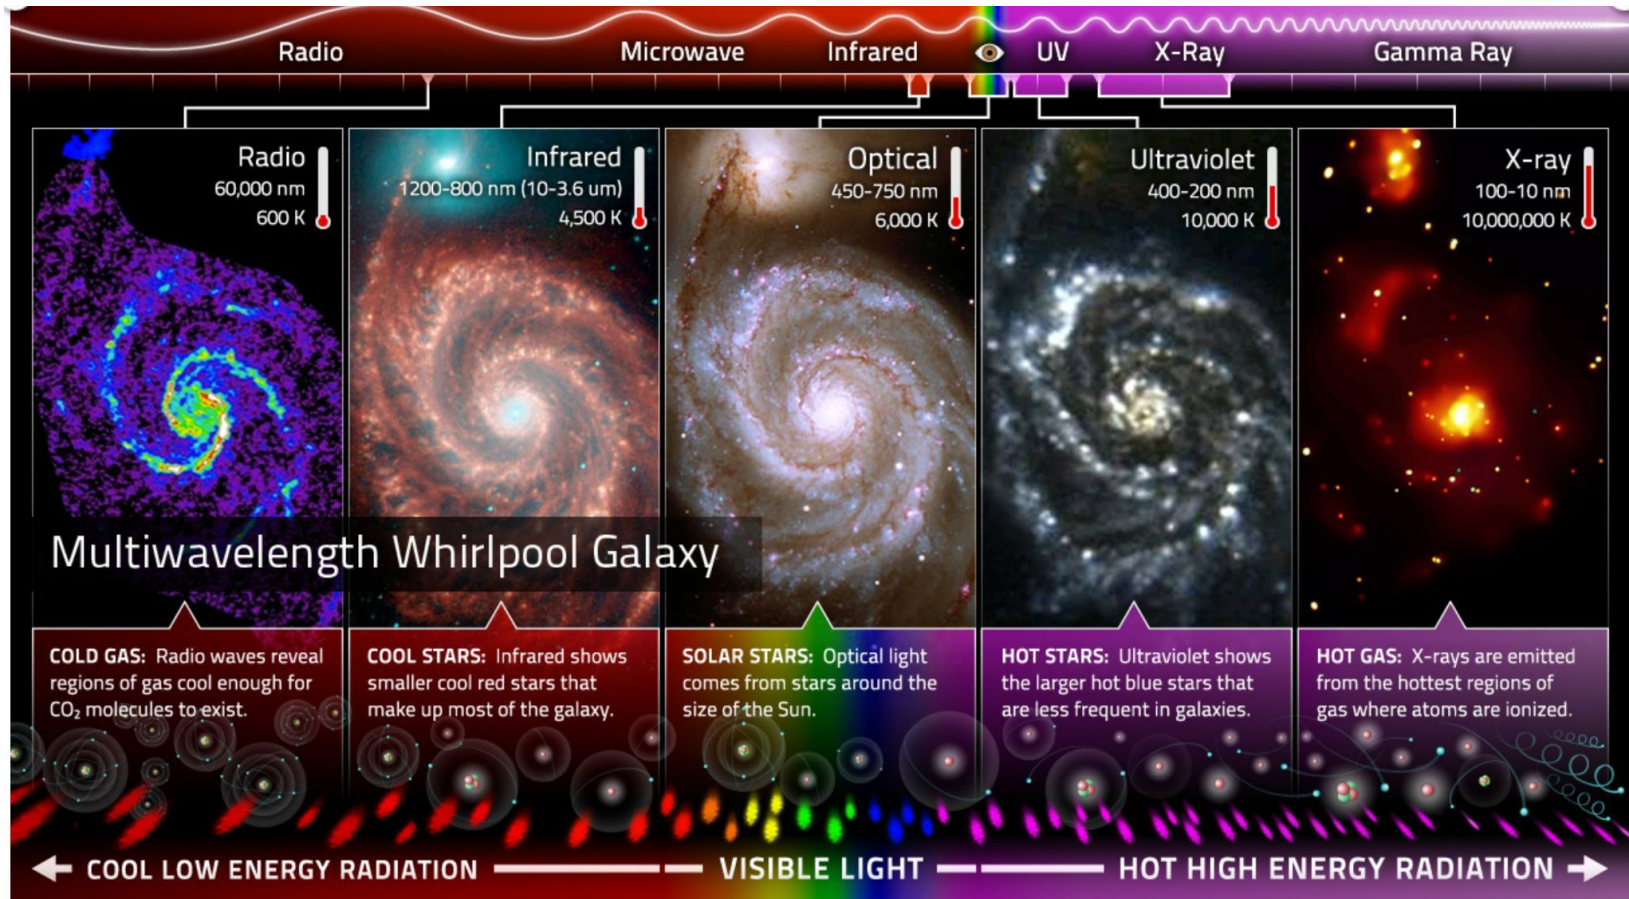 Radio
Microwave
Infrared
UV
X-Ray
Gamma Ray
Radio
60,000 nm
600 K
Infrared
1200-800 nm (10-3.6 um)
4,500 K
Optical
450-750 nm
6,000 K
Ultraviolet
400-200 nm
10,000 K
X-ray
100-10 nm
10,000,000 K
Multiwavelength Whirlpool Galaxy
COLD GAS: Radio waves reveal
regions of gas cool enough for
CO₂ molecules to exist.
COOL STARS: Infrared shows
smaller cool red stars that
make up most of the galaxy.
SOLAR STARS: Optical light
comes from stars around the
size of the Sun.
HOT STARS: Ultraviolet shows
the larger hot blue stars that
are less frequent in galaxies.
HOT GAS: X-rays are emitted
from the hottest regions of
gas where atoms are ionized.
COOL LOW ENERGY RADIATION
VISIBLE LIGHT
HOT HIGH ENERGY RADIATION